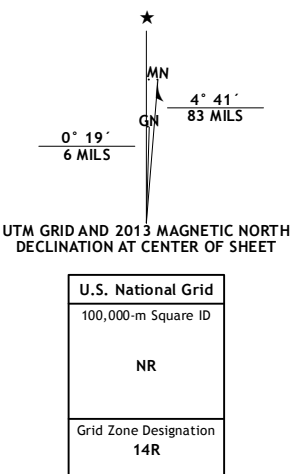 ★
MN
4° 41´
83 MILS
GN
0° 19´
6 MILS
UTM GRID AND 2013 MAGNETIC NORTH
DECLINATION AT CENTER OF SHEET
U.S. National Grid
100,000-m Square ID
NR
Grid Zone Designation
14R